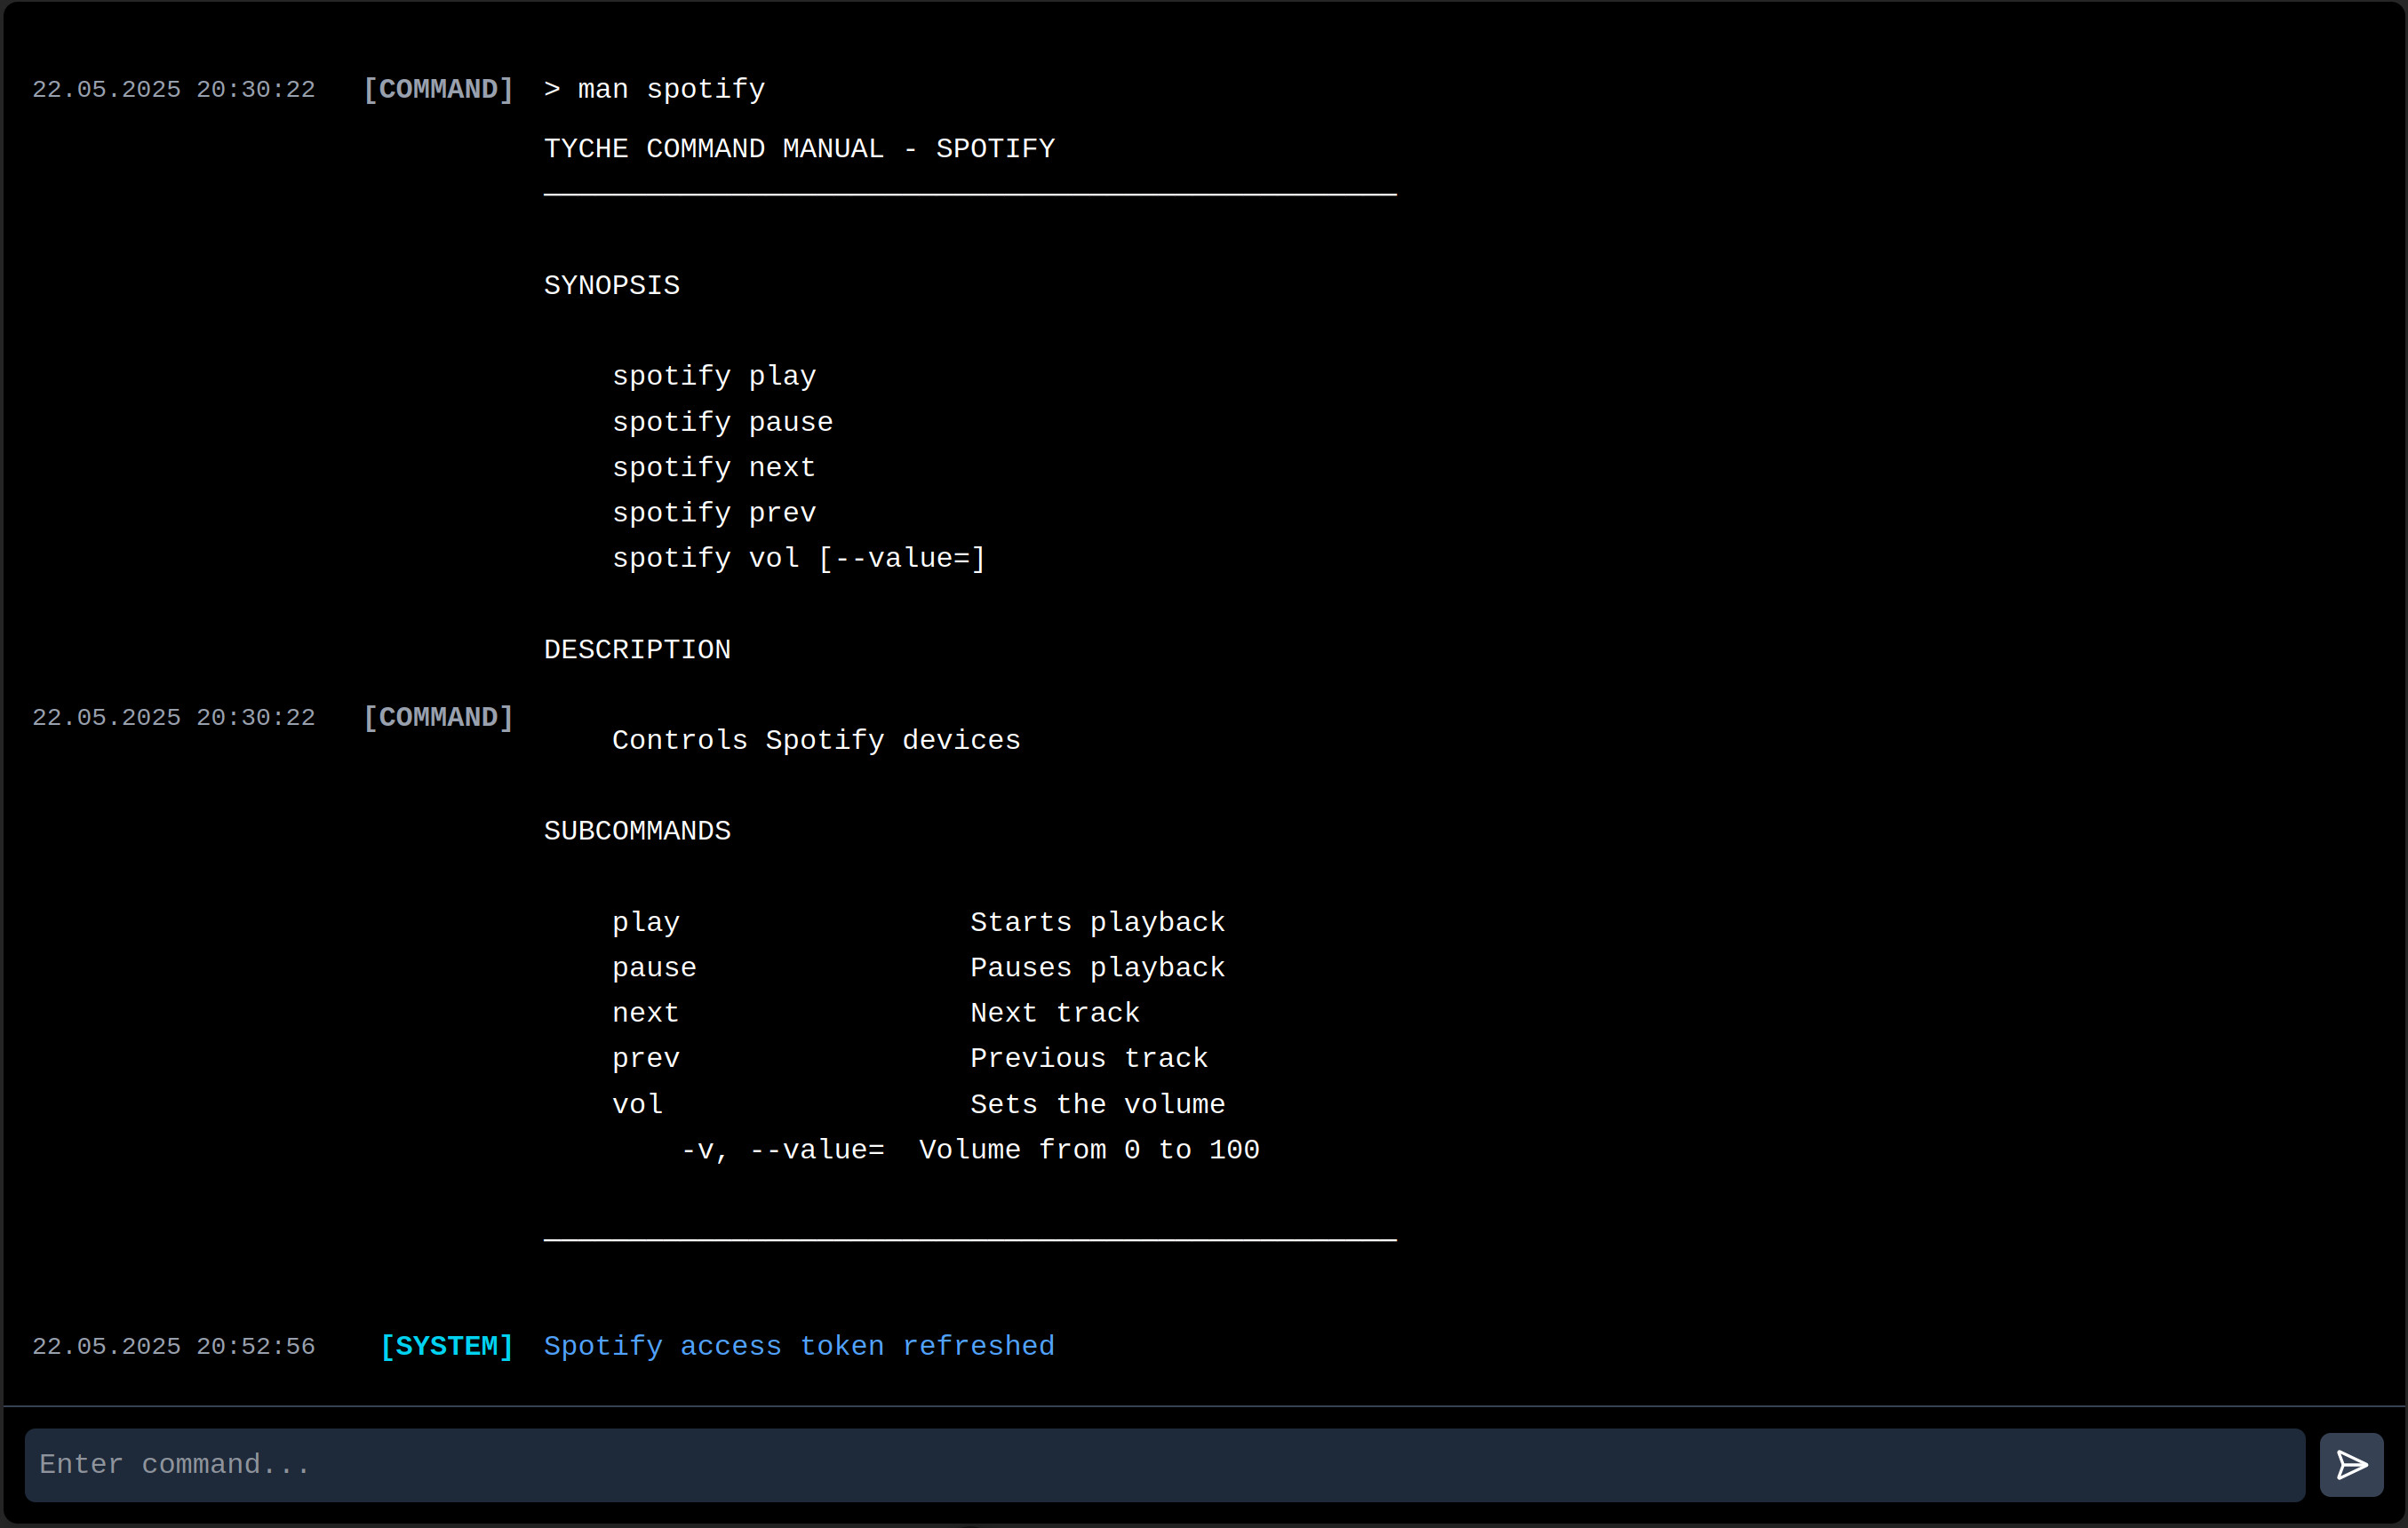 22.05.2025 20:30:22 [COMMAND] > man spotify
TYCHE COMMAND MANUAL - SPOTIFY
SYNOPSIS
spotify play
spotify pause
spotify next
spotify prev
spotify vol [--value=]
DESCRIPTION
22.05.2025 20:30:22 [COMMAND]
Controls Spotify devices
SUBCOMMANDS
play Starts playback
pause Pauses playback
next Next track
prev Previous track
vol Sets the volume
-v, --value= Volume from 0 to 100
22.05.2025 20:52:56 [SYSTEM] Spotify access token refreshed
Enter command...